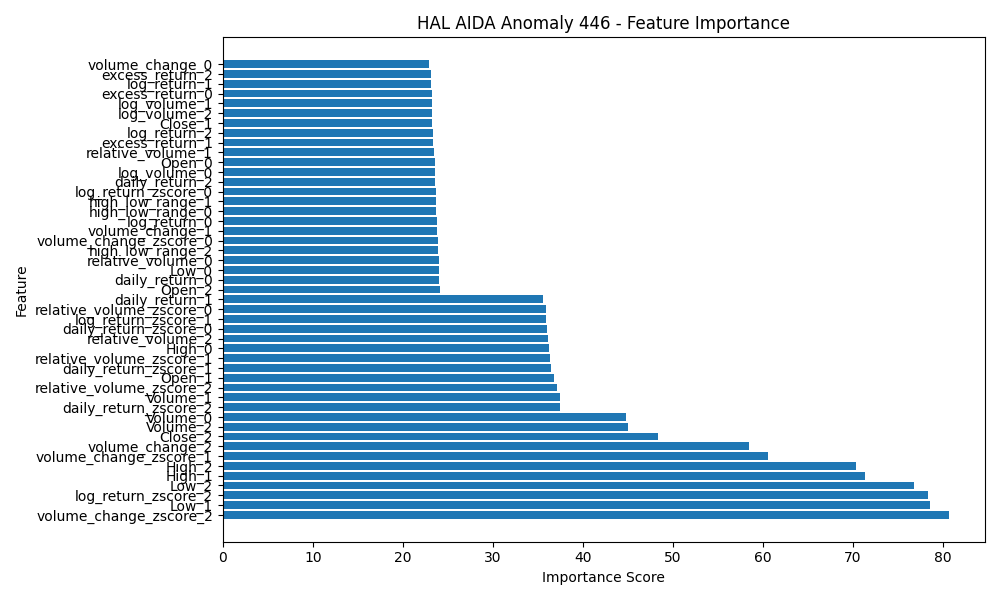 HAL AIDA Anomaly 446 - Feature Importance
volume_change_0
excess_return_2
log_return_1
excess_return_0
log_volume_1
log_volume_2
Close_1
log_return_2
excess_return_1
relative_volume_1
Open_0
log_volume_0
daily_return_2
log_return_zscore_0
high_low_range_1
high_low_range_0
log_return_0
volume_change_1
volume_change_zscore_0
high_low_range_2
relative_volume_0
Low_0
daily_return_0
Open_2
daily_return_1
relative_volume_zscore_0
log_return_zscore_1
daily_return_zscore_0
relative_volume_2
High_0
relative_volume_zscore_1
daily_return_zscore_1
Open_1
relative_volume_zscore_2
Volume_1
daily_return_zscore_2
Volume_0
Volume_2
Close_2
volume_change_2
volume_change_zscore_1
High_2
High_1
Low_2
log_return_zscore_2
Low_1
volume_change_zscore_2
Feature
0 10 20 30 40 50 60 70 80
Importance Score